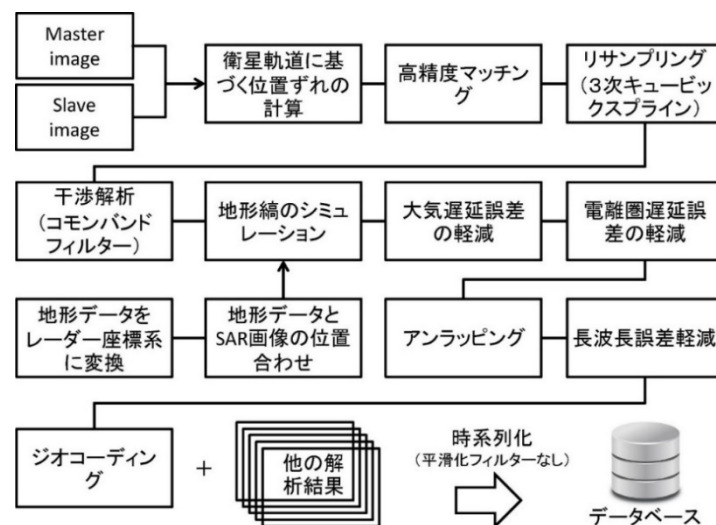 Master
image
Slave
image
衛星軌道に基
づく位置ずれの
計算
高精度マッチン
グ
リサンプリング
(3次キュービッ
クスプライン)
干渉解析
(コモンバンド
フィルター)
地形縞のシミュ
レーション
大気遅延誤差
の軽減
電離圏遅延誤
差の軽減
地形データを
レーダー座標系
に変換
地形データと
SAR画像の位置
合わせ
アンラッピング
長波長誤差軽減
ジオコーディン
グ
+
他の解
析結果
時系列化
(平滑化フィルターなし)
データベース